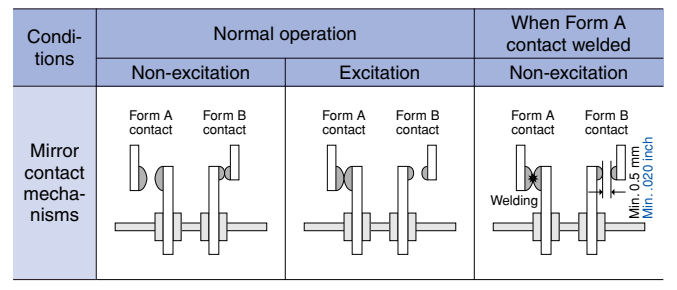 Condi-
tions
Normal operation
When Form A
contact welded
Non-excitation
Excitation
Non-excitation
Mirror
contact
mecha-
nisms
Form A
contact
Form B
contact
Form A
contact
Form B
contact
Form A
contact
Form B
contact
Welding
Min. 0.5 mm
Min. .020 inch